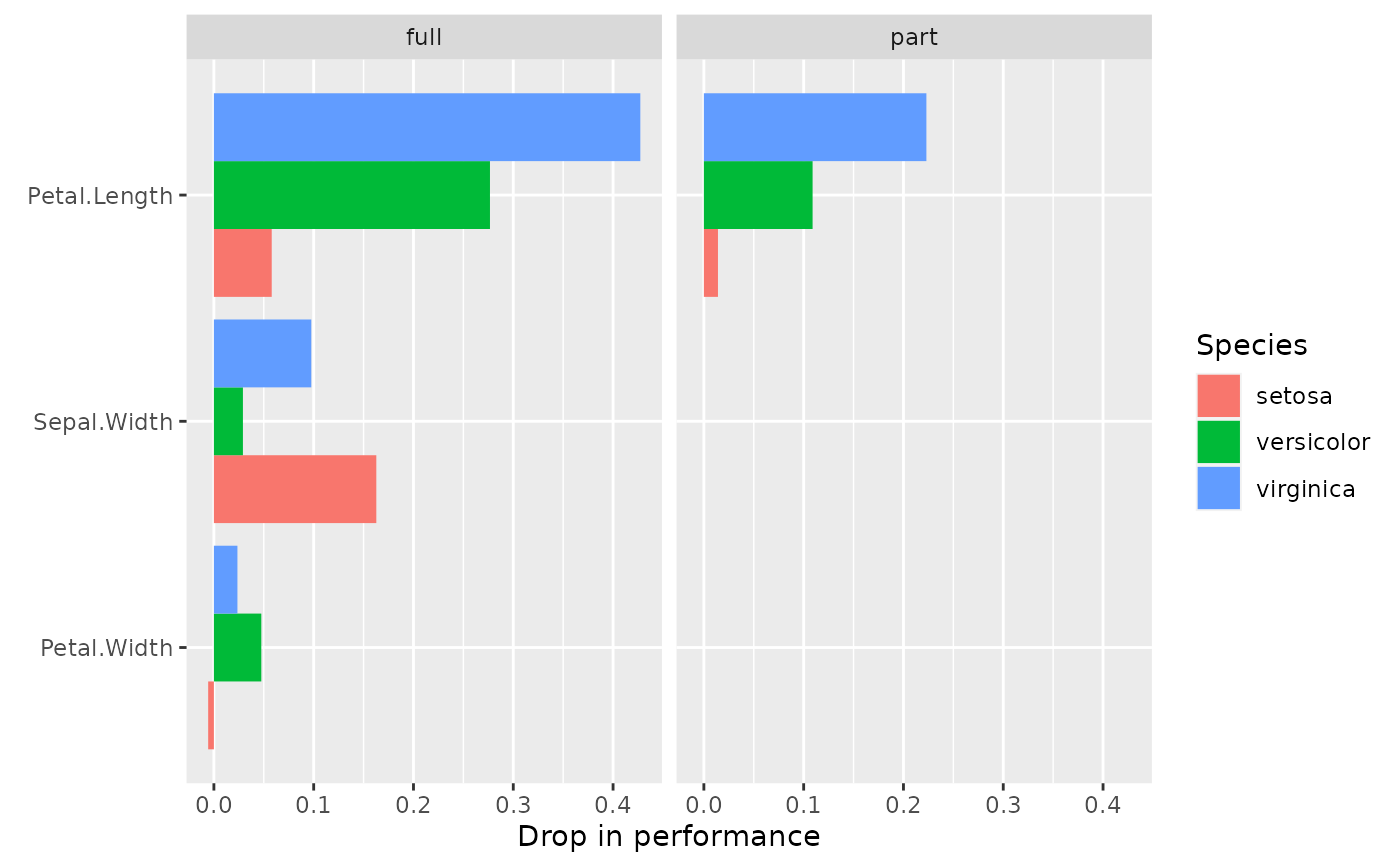 full
part
Petal.Length
Sepal.Width
Petal.Width
0.0 0.1 0.2 0.3 0.4
0.0 0.1 0.2 0.3 0.4
Drop in performance
Species
setosa
versicolor
virginica